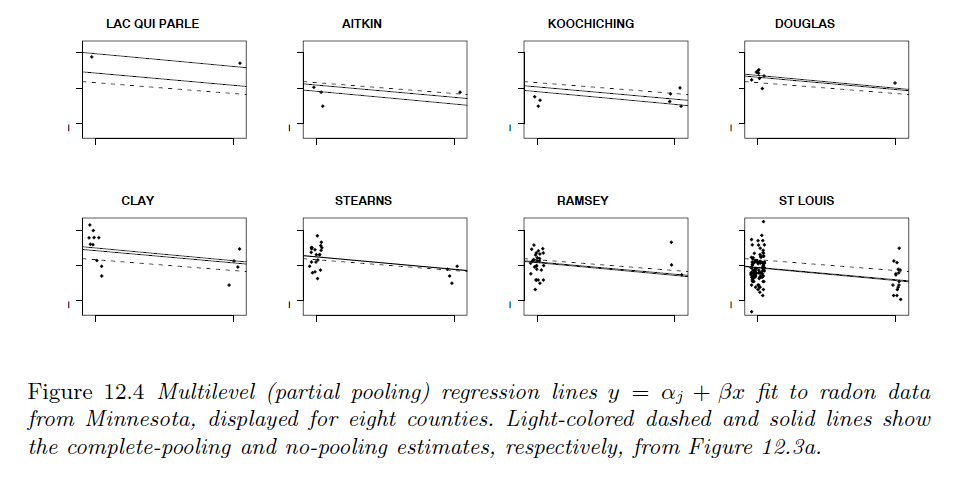 LAC QUI PARLE AITKIN KOOCHICHING DOUGLAS
CLAY STEARNS RAMSEY ST LOUIS
Figure 12.4 Multilevel (partial pooling) regression lines y = αj + βx fit to radon data
from Minnesota, displayed for eight counties. Light-colored dashed and solid lines show
the complete-pooling and no-pooling estimates, respectively, from Figure 12.3a.